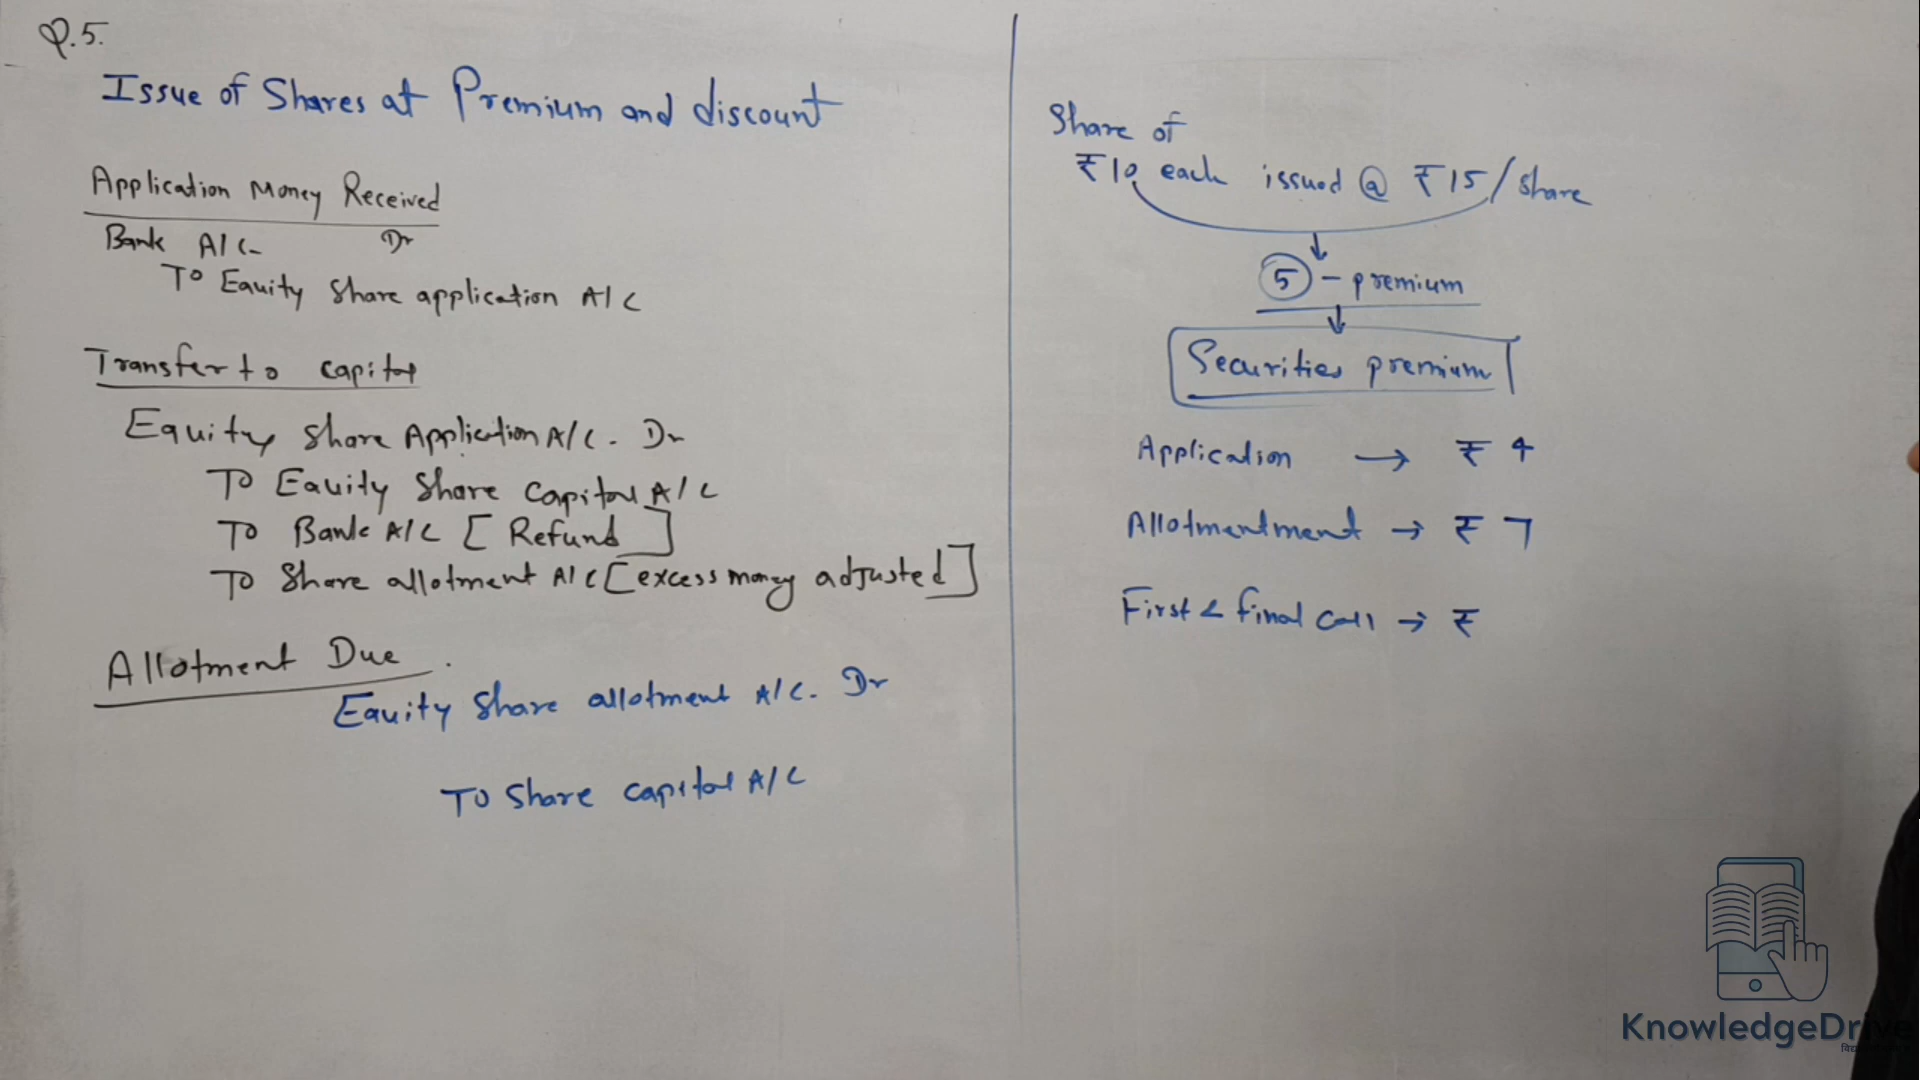 Q.5.
Issue of Shares at Premium and discount
Application Money Received
Bank A/C Dr
To Equity Share application A/C
Transfer to capital
Equity Share Application A/C. Dr
To Equity Share Capital A/C
To Bank A/C [Refund]
To Share allotment A/C [excess money adjusted]
Allotment Due
Equity Share allotment A/C. Dr
To Share capital A/C
Share of
₹10 each issued @ ₹15/share
5 - premium
Securities premium
Application → ₹ 4
Allotmentment → ₹ 7
First & final call → ₹
KnowledgeDrive